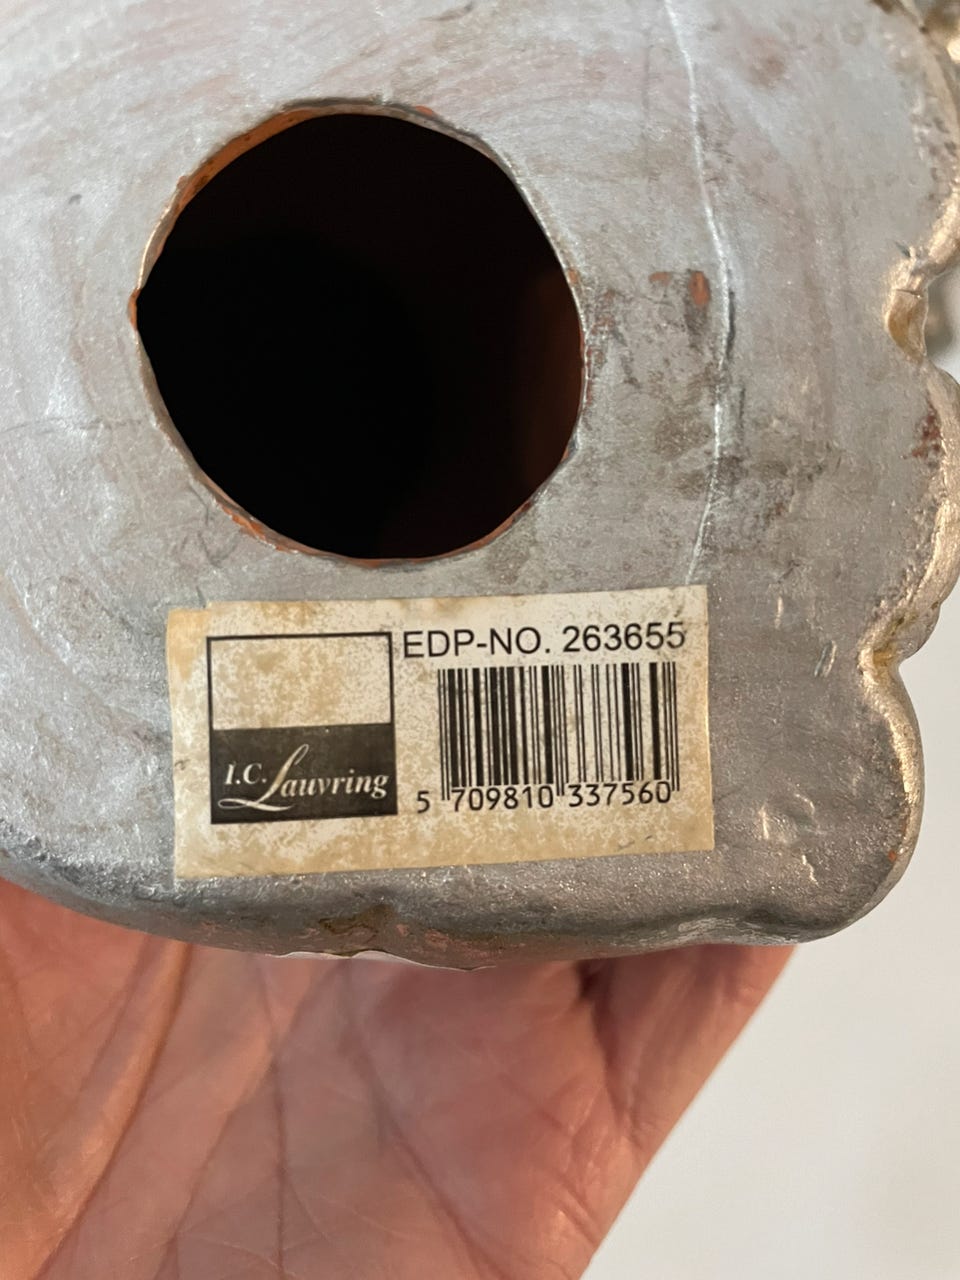 EDP-NO. 263655
I.C. Lauvring
5 709810 337560